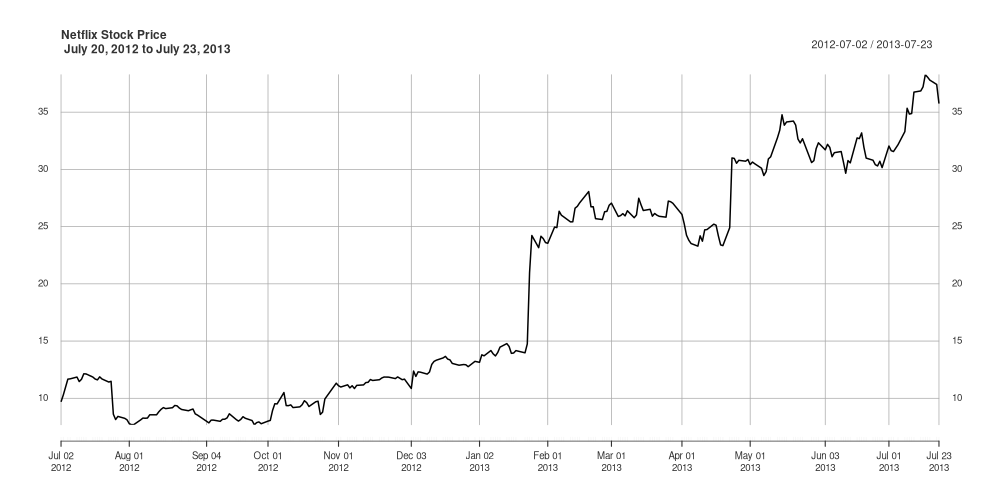 Netflix Stock Price
July 20, 2012 to July 23, 2013
2012-07-02 / 2013-07-23
35 35
30 30
25 25
20 20
15 15
10 10
Jul 02 Aug 01 Sep 04 Oct 01 Nov 01 Dec 03 Jan 02 Feb 01 Mar 01 Apr 01 May 01 Jun 03 Jul 01 Jul 23
2012 2012 2012 2012 2012 2012 2013 2013 2013 2013 2013 2013 2013 2013